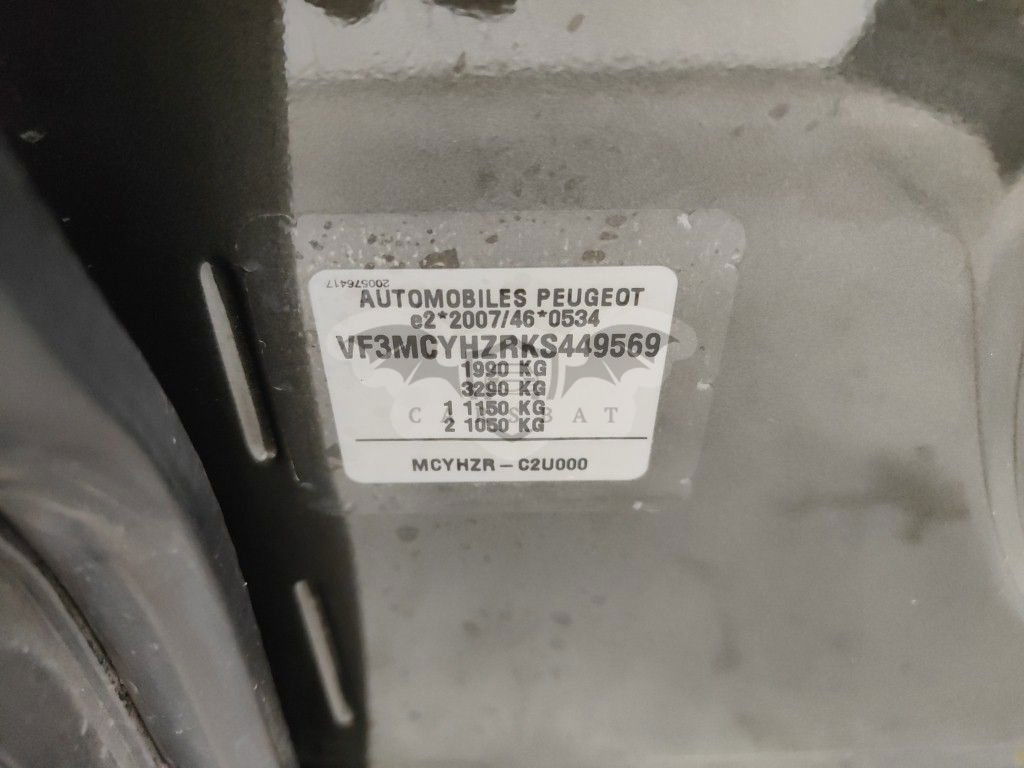 200576417
AUTOMOBILES PEUGEOT
e2*2007/46*0534
VF3MCYHZRKS449569
1990 KG
3290 KG
1 1150 KG
2 1050 KG
MCYHZR – C2U000